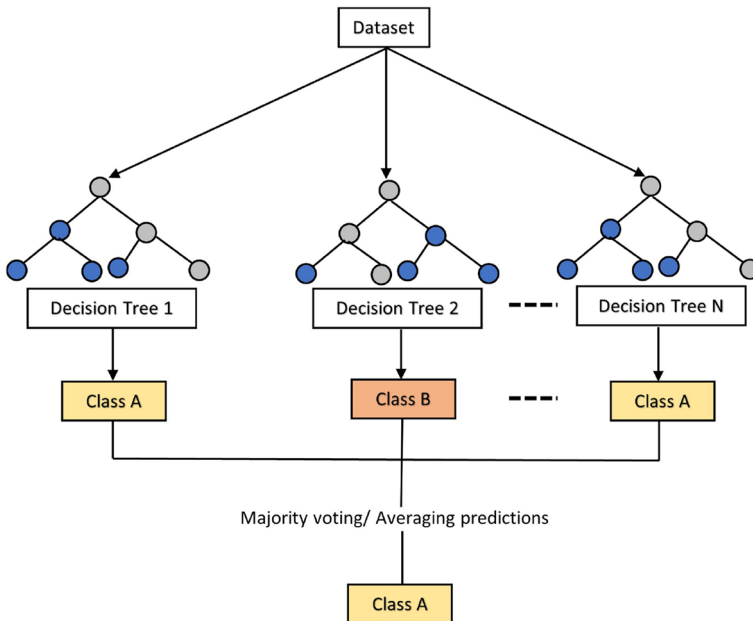 Dataset
Decision Tree 1
Decision Tree 2
Decision Tree N
Class A
Class B
Class A
Majority voting/ Averaging predictions
Class A